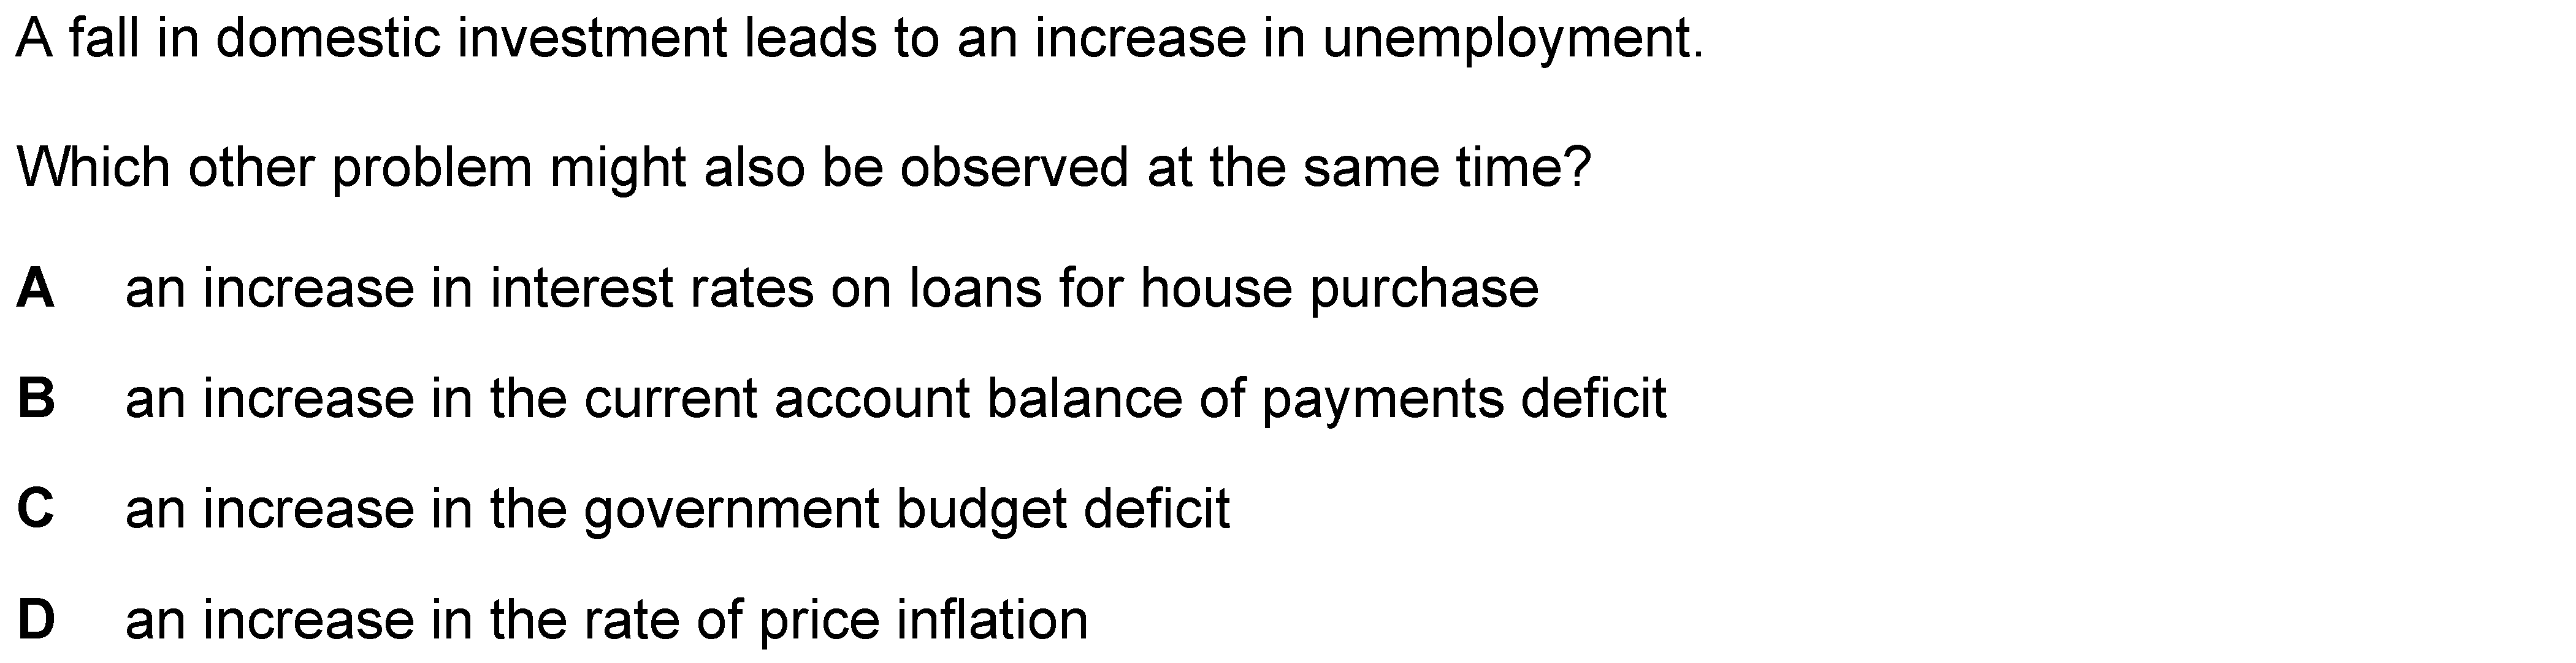 A fall in domestic investment leads to an increase in unemployment.
Which other problem might also be observed at the same time?
A an increase in interest rates on loans for house purchase
B an increase in the current account balance of payments deficit
C an increase in the government budget deficit
D an increase in the rate of price inflation